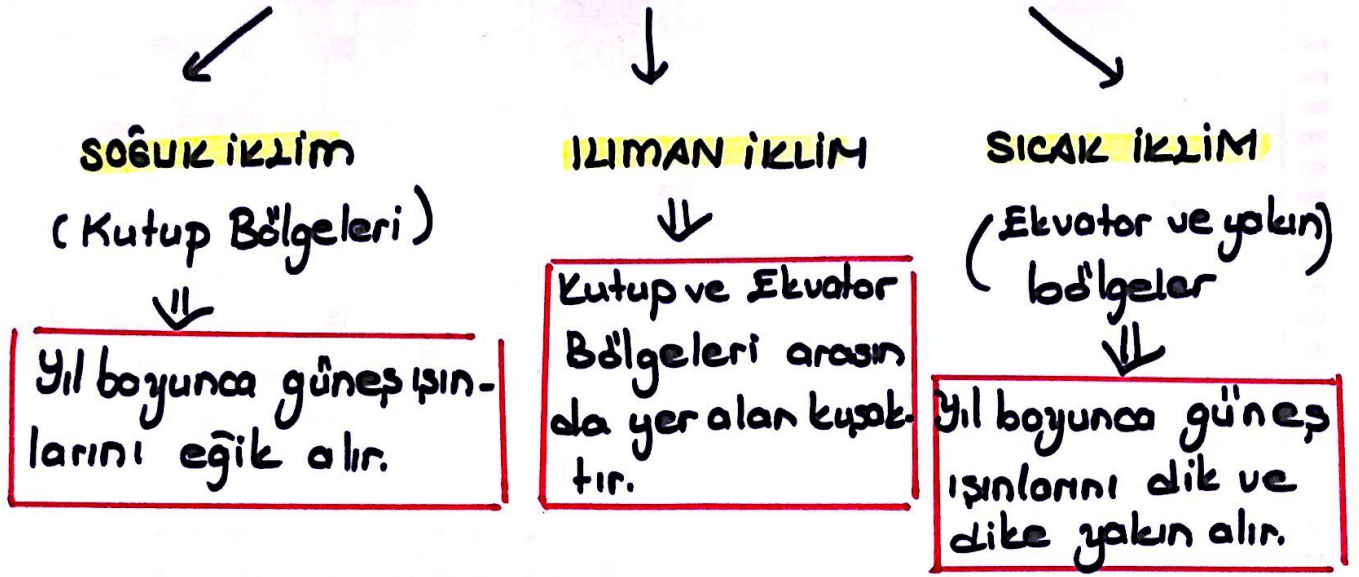 SOĞUK İKLİM
(Kutup Bölgeleri)
Yıl boyunca güneş ışın-
larını eğik alır.
ILIMAN İKLİM
Kutup ve Ekvator
Bölgeleri arasın
da yer alan kuşak-
tır.
SICAK İKLİM
(Ekvator ve yakın)
bölgeler
Yıl boyunca güneş
ışınlarını dik ve
dike yakın alır.